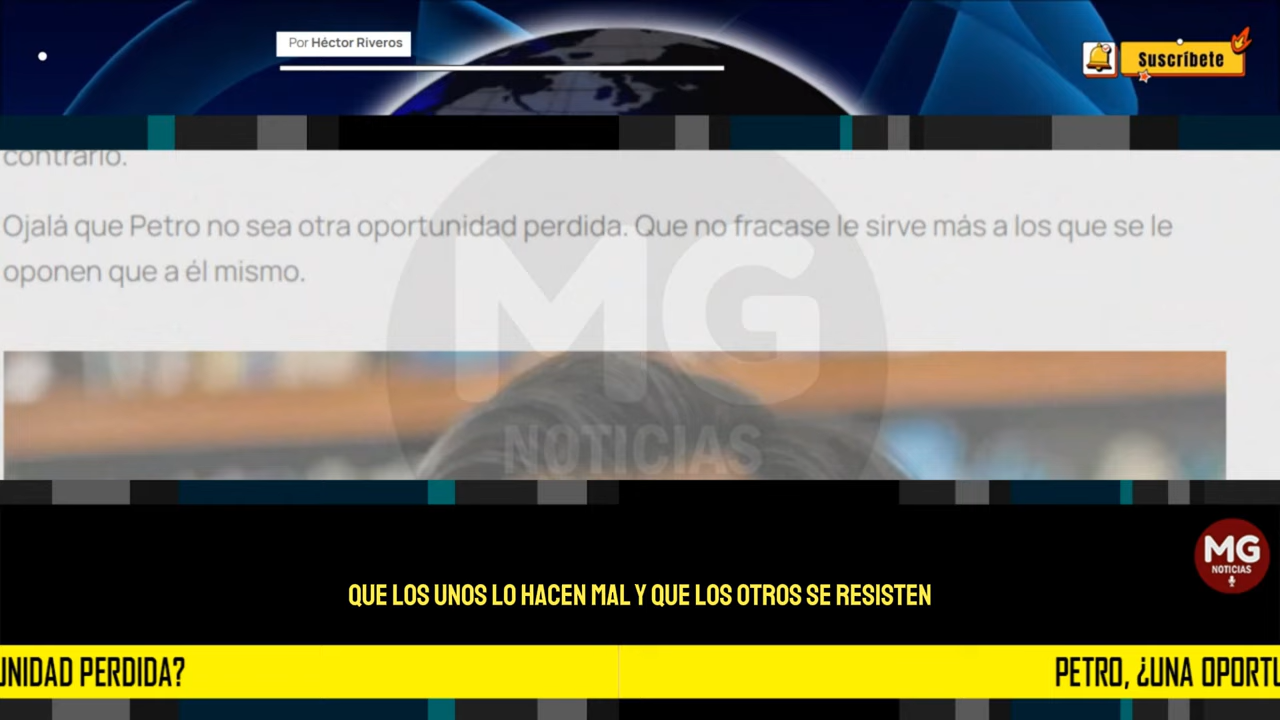 Por Héctor Riveros
Suscríbete
contrario.
Ojalá que Petro no sea otra oportunidad perdida. Que no fracase le sirve más a los que se le
oponen que a él mismo.
MG
NOTICIAS
MG
NOTICIAS
QUE LOS UNOS LO HACEN MAL Y QUE LOS OTROS SE RESISTEN
UNIDAD PERDIDA?
PETRO, ¿UNA OPORTU